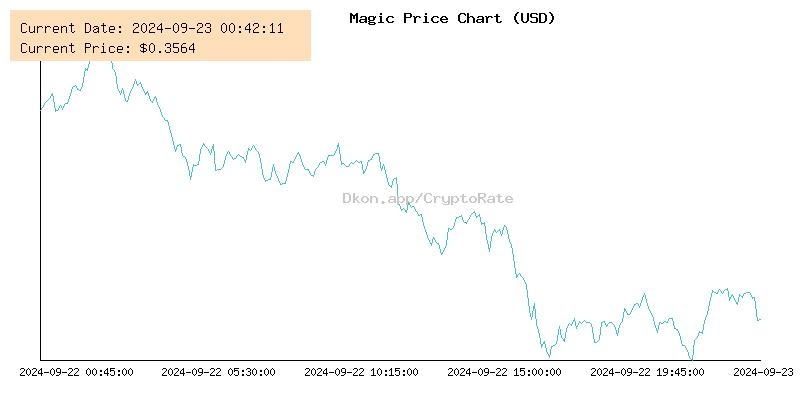 Magic Price Chart (USD)
Current Date: 2024-09-23 00:42:11
Current Price: $0.3564
Dkon.app/CryptoRate
2024-09-22 00:45:00 2024-09-22 05:30:00 2024-09-22 10:15:00 2024-09-22 15:00:00 2024-09-22 19:45:00 2024-09-23